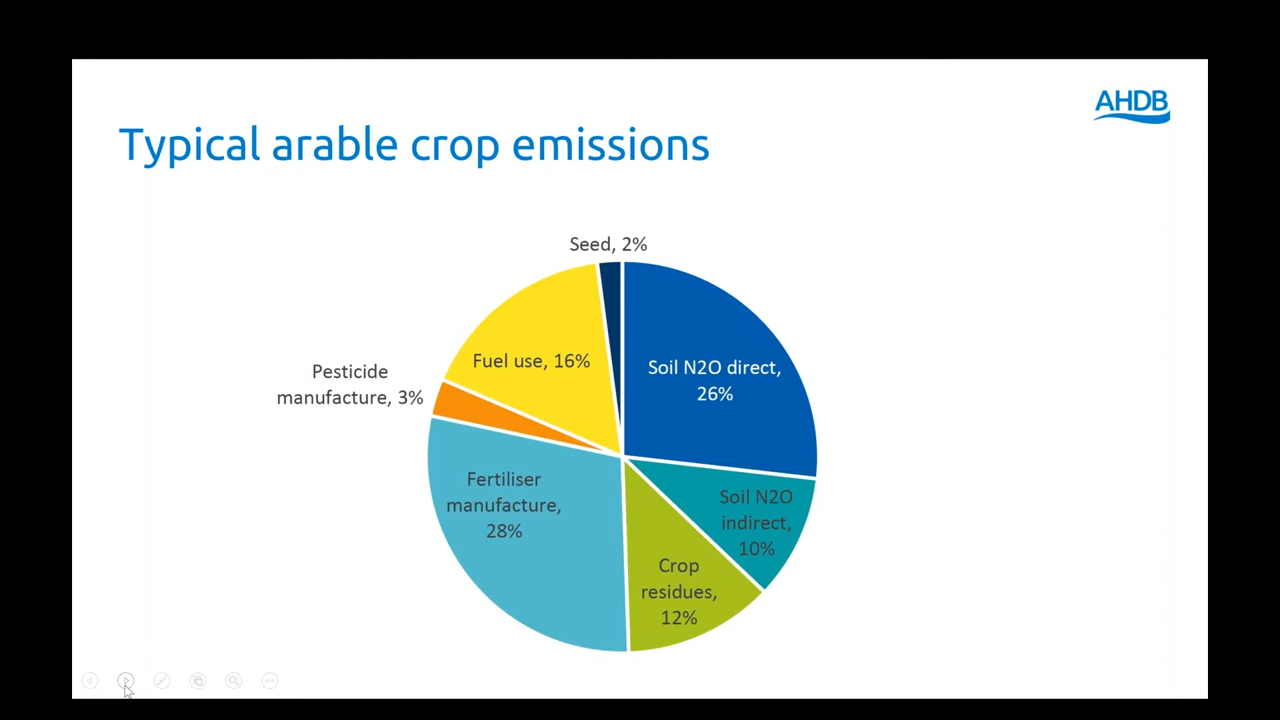 AHDB
Typical arable crop emissions
Seed, 2%
Fuel use, 16%
Soil N2O direct,
26%
Pesticide
manufacture, 3%
Fertiliser
manufacture,
28%
Soil N2O
indirect,
10%
Crop
residues,
12%